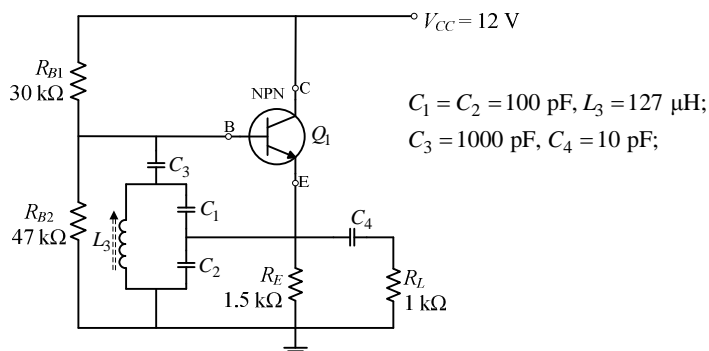 V_CC = 12 V
R_B1
30 kΩ
NPN
C
B
Q_1
E
C_1 = C_2 = 100 pF, L_3 = 127 μH;
C_3 = 1000 pF, C_4 = 10 pF;
C_3
R_B2
47 kΩ
L_3
C_1
C_2
C_4
R_E
1.5 kΩ
R_L
1 kΩ